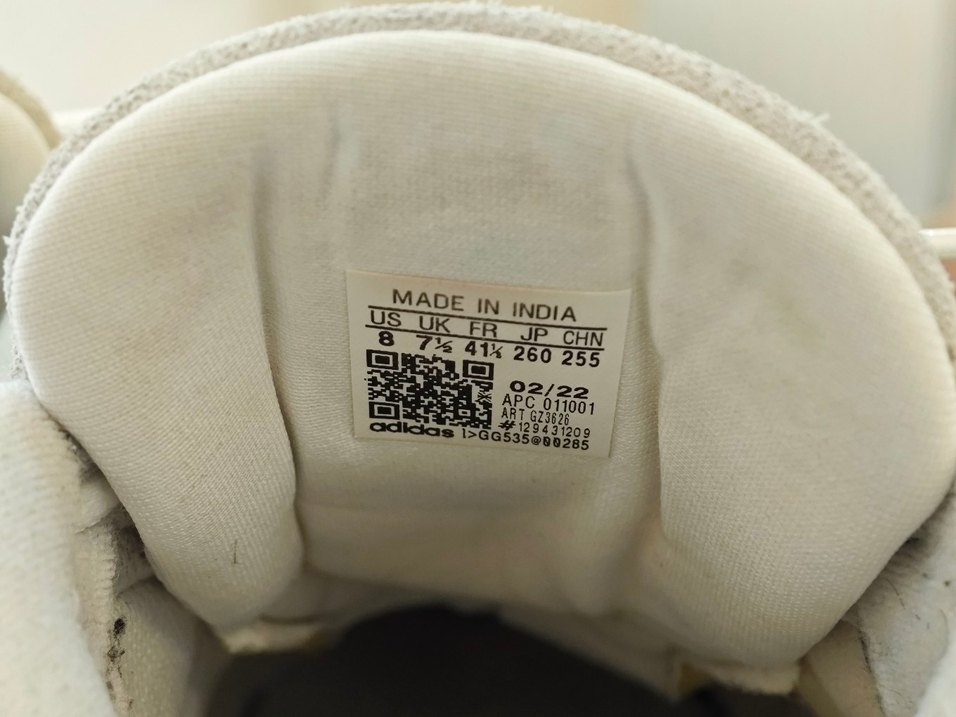 MADE IN INDIA
US UK FR JP CHN
8 7½ 41⅓ 260 255
02/22
APC 011001
ART GZ3626
#129431209
adidas 1>GG535@00285